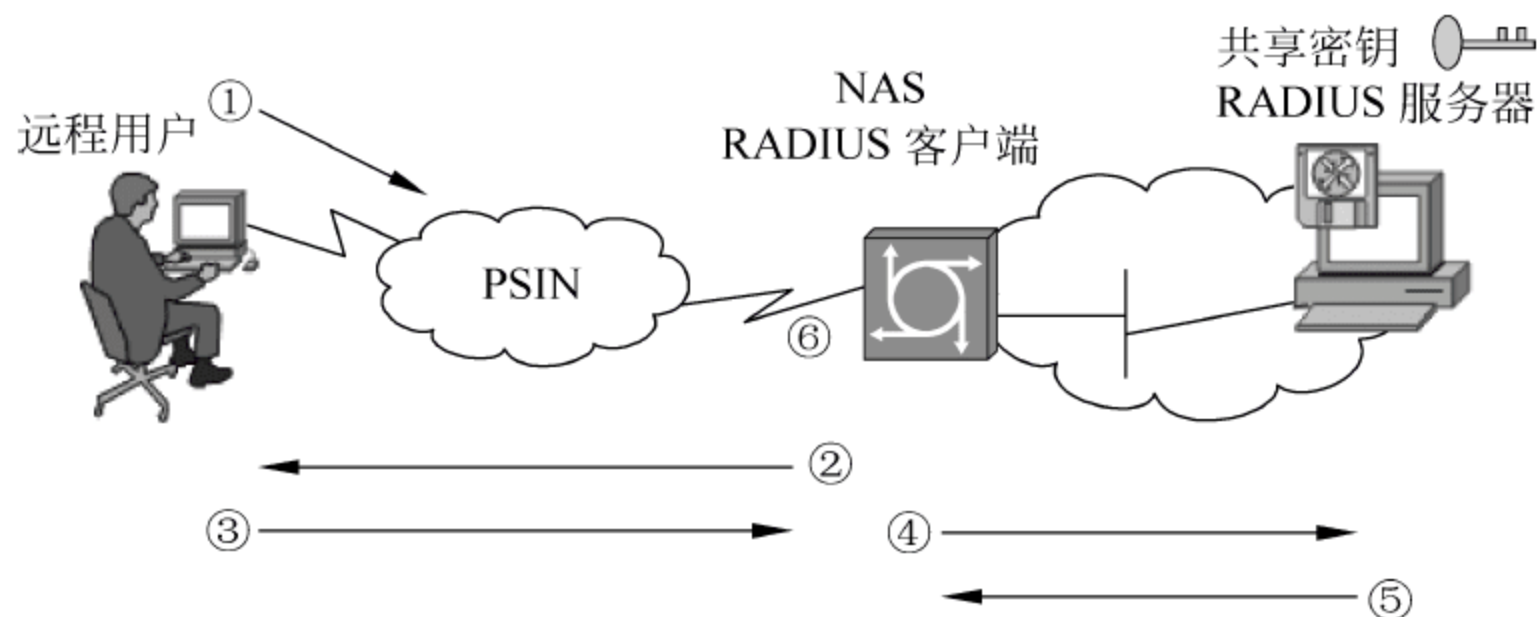 共享密钥
RADIUS 服务器
NAS
RADIUS 客户端
①
远程用户
PSIN
⑥
②
③
④
⑤